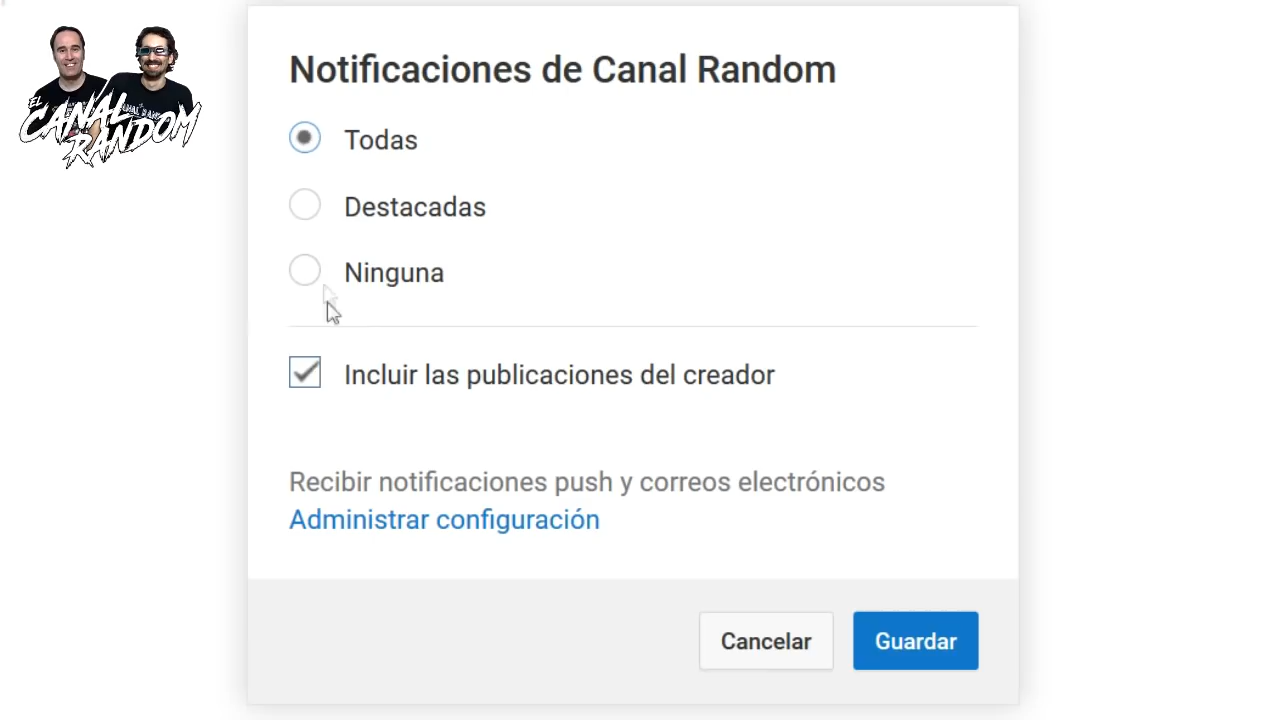 EL
CANAL
RANDOM
Notificaciones de Canal Random
Todas
Destacadas
Ninguna
Incluir las publicaciones del creador
Recibir notificaciones push y correos electrónicos
Administrar configuración
Cancelar
Guardar